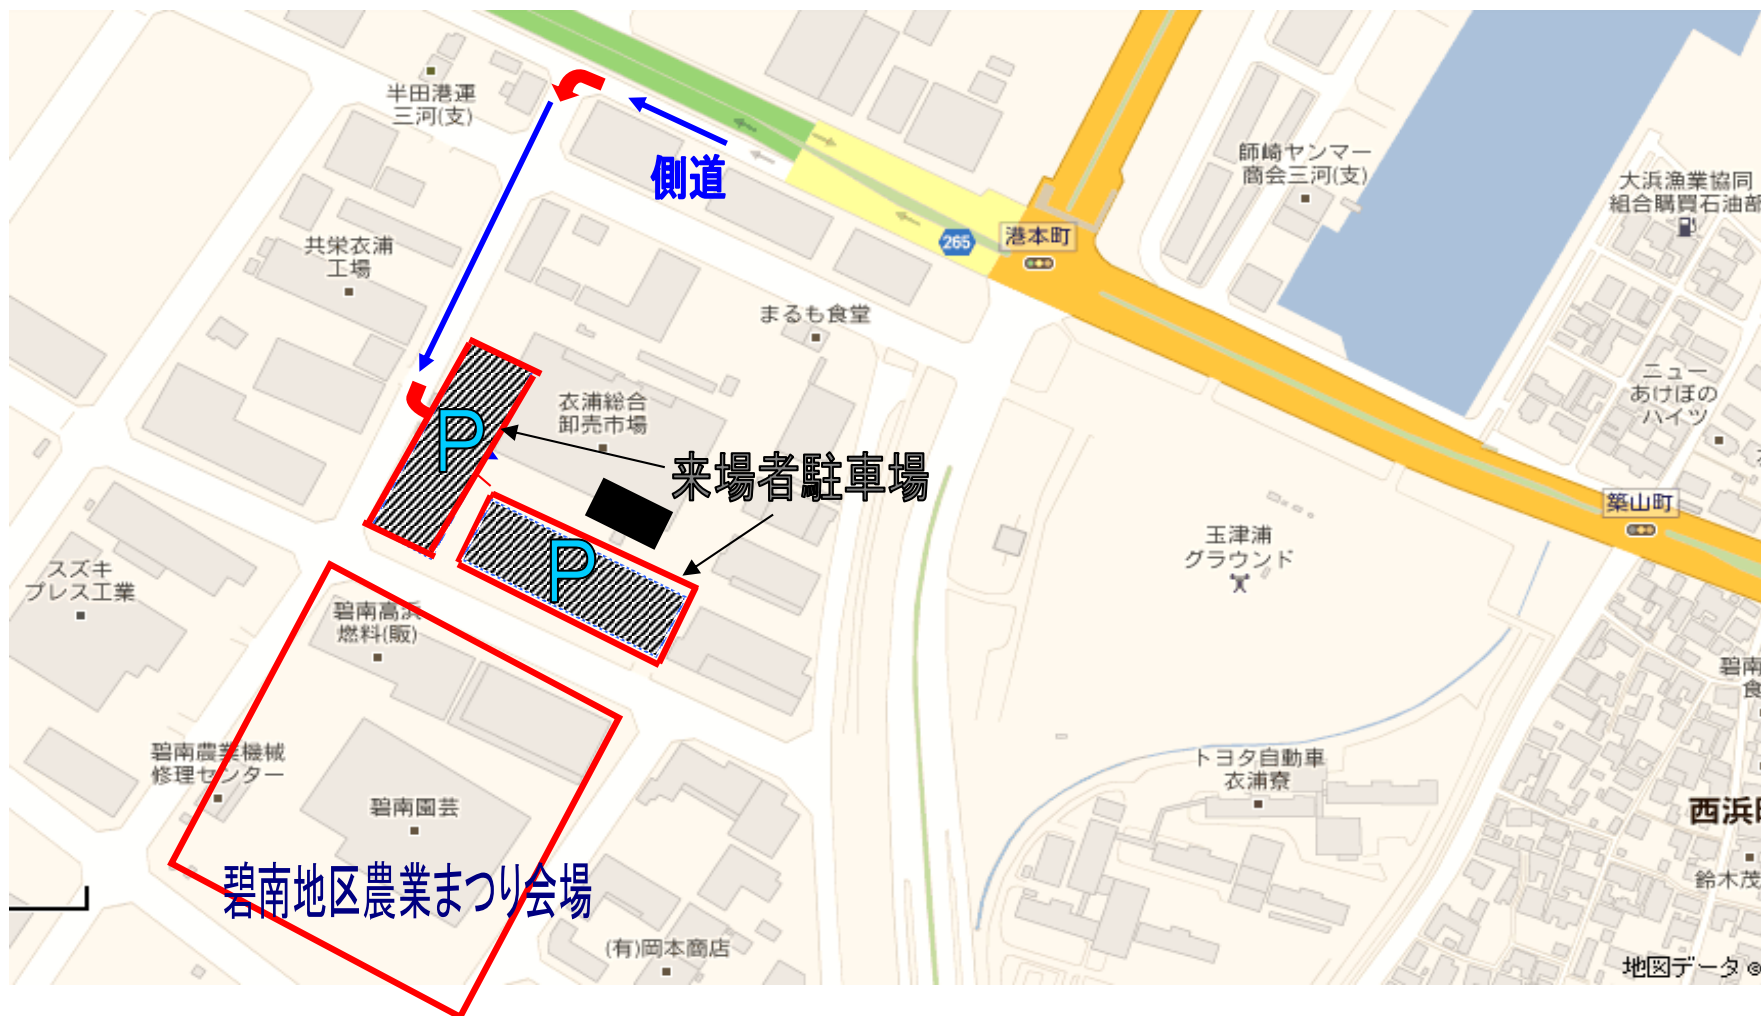 半田港運
三河(支)
側道
師崎ヤンマー
商会三河(支)
大浜漁業協同
組合購買石油部
265
港本町
共栄衣浦
工場
まるも食堂
ニュー
あけぼの
ハイツ
衣浦総合
卸売市場
P
来場者駐車場
築山町
玉津浦
グラウンド
P
スズキ
プレス工業
碧南高浜
燃料(販)
碧南
食
碧南農業機械
修理センター
トヨタ自動車
衣浦寮
碧南園芸
西浜町
鈴木茂
碧南地区農業まつり会場
(有)岡本商店
地図データ ©